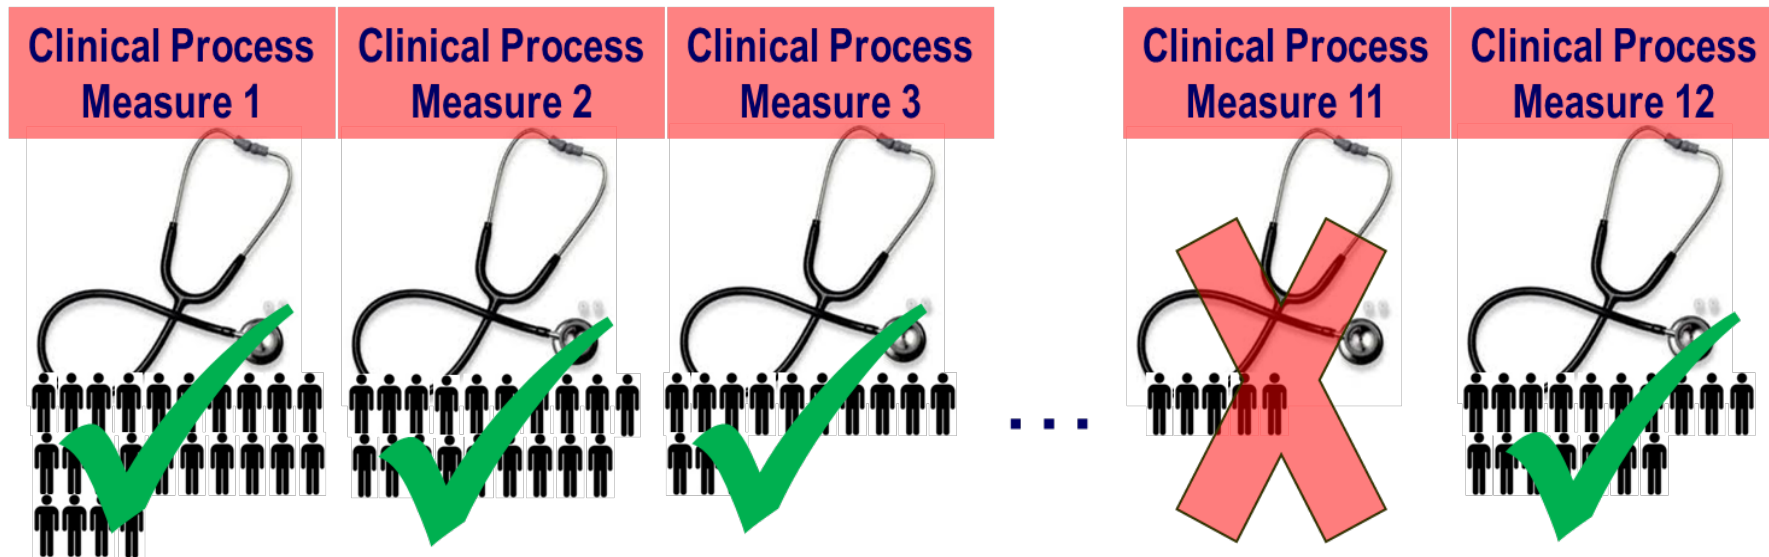 Clinical Process
Measure 1
Clinical Process
Measure 2
Clinical Process
Measure 3
. . .
Clinical Process
Measure 11
Clinical Process
Measure 12